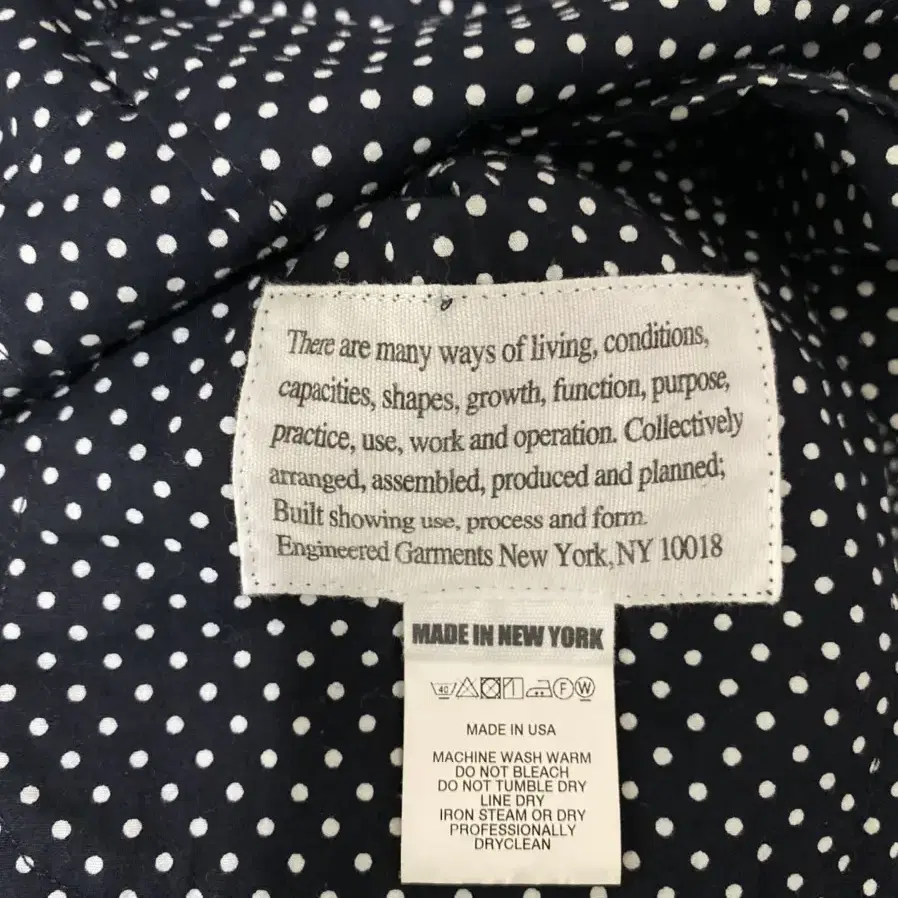 There are many ways of living, conditions,
capacities, shapes, growth, function, purpose,
practice, use, work and operation. Collectively
arranged, assembled, produced and planned;
Built showing use, process and form.
Engineered Garments New York, NY 10018
MADE IN NEW YORK
40 F W
MADE IN USA
MACHINE WASH WARM
DO NOT BLEACH
DO NOT TUMBLE DRY
LINE DRY
IRON STEAM OR DRY
PROFESSIONALLY
DRYCLEAN